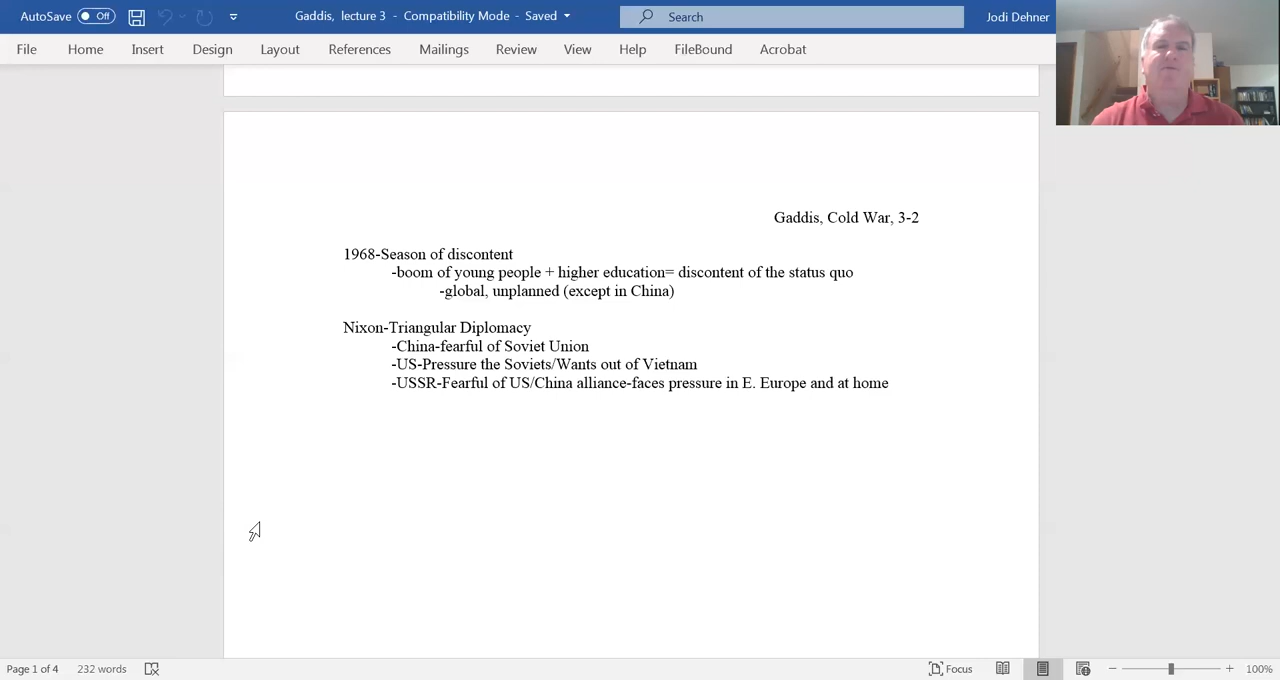 AutoSave Off Gaddis, lecture 3 - Compatibility Mode - Saved Search Jodi Dehner
File Home Insert Design Layout References Mailings Review View Help FileBound Acrobat
Gaddis, Cold War, 3-2
1968-Season of discontent
-boom of young people + higher education= discontent of the status quo
-global, unplanned (except in China)
Nixon-Triangular Diplomacy
-China-fearful of Soviet Union
-US-Pressure the Soviets/Wants out of Vietnam
-USSR-Fearful of US/China alliance-faces pressure in E. Europe and at home
Page 1 of 4 232 words Focus 100%